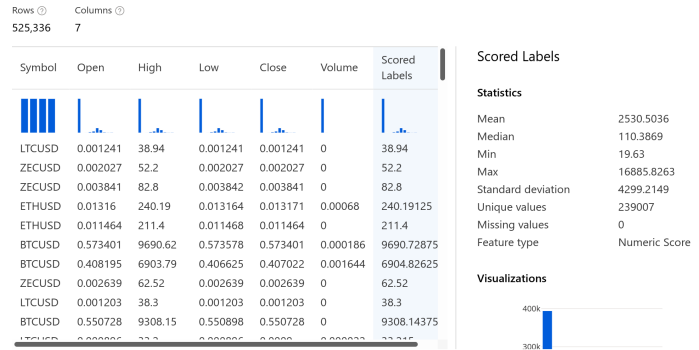 Rows ? Columns ?
525,336 7
Symbol Open High Low Close Volume Scored Labels
LTCUSD 0.001241 38.94 0.001241 0.001241 0 38.94
ZECUSD 0.002027 52.2 0.002027 0.002027 0 52.2
ZECUSD 0.003841 82.8 0.003842 0.003841 0 82.8
ETHUSD 0.01316 240.19 0.013164 0.013171 0.00068 240.19125
ETHUSD 0.011464 211.4 0.011468 0.011464 0 211.4
BTCUSD 0.573401 9690.62 0.573578 0.573401 0.000186 9690.72875
BTCUSD 0.408195 6903.79 0.406625 0.407022 0.001644 6904.82625
ZECUSD 0.002639 62.52 0.002639 0.002639 0 62.52
LTCUSD 0.001203 38.3 0.001203 0.001203 0 38.3
BTCUSD 0.550728 9308.15 0.550898 0.550728 0 9308.14375
Scored Labels
Statistics
Mean 2530.5036
Median 110.3869
Min 19.63
Max 16885.8263
Standard deviation 4299.2149
Unique values 239007
Missing values 0
Feature type Numeric Score
Visualizations
400k
300k